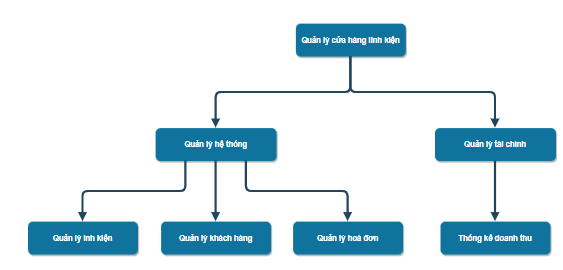 Quản lý cửa hàng linh kiện
Quản lý hệ thống
Quản lý tài chính
Quản lý lnh kiện
Quản lý khách hàng
Quản lý hoá đơn
Thống kê doanh thu